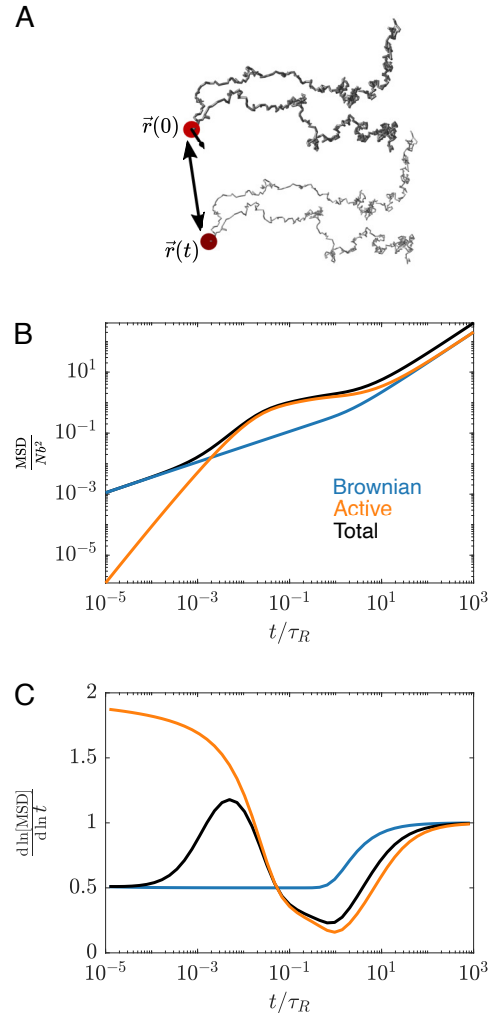 A
r⃗(0)
r⃗(t)
B
MSD/Nb²
10¹
10⁻¹
10⁻³
10⁻⁵
Brownian
Active
Total
10⁻⁵ 10⁻³ 10⁻¹ 10¹ 10³
t/τ_R
C
d ln[MSD]/d ln t
2
1.5
1
0.5
0
10⁻⁵ 10⁻³ 10⁻¹ 10¹ 10³
t/τ_R